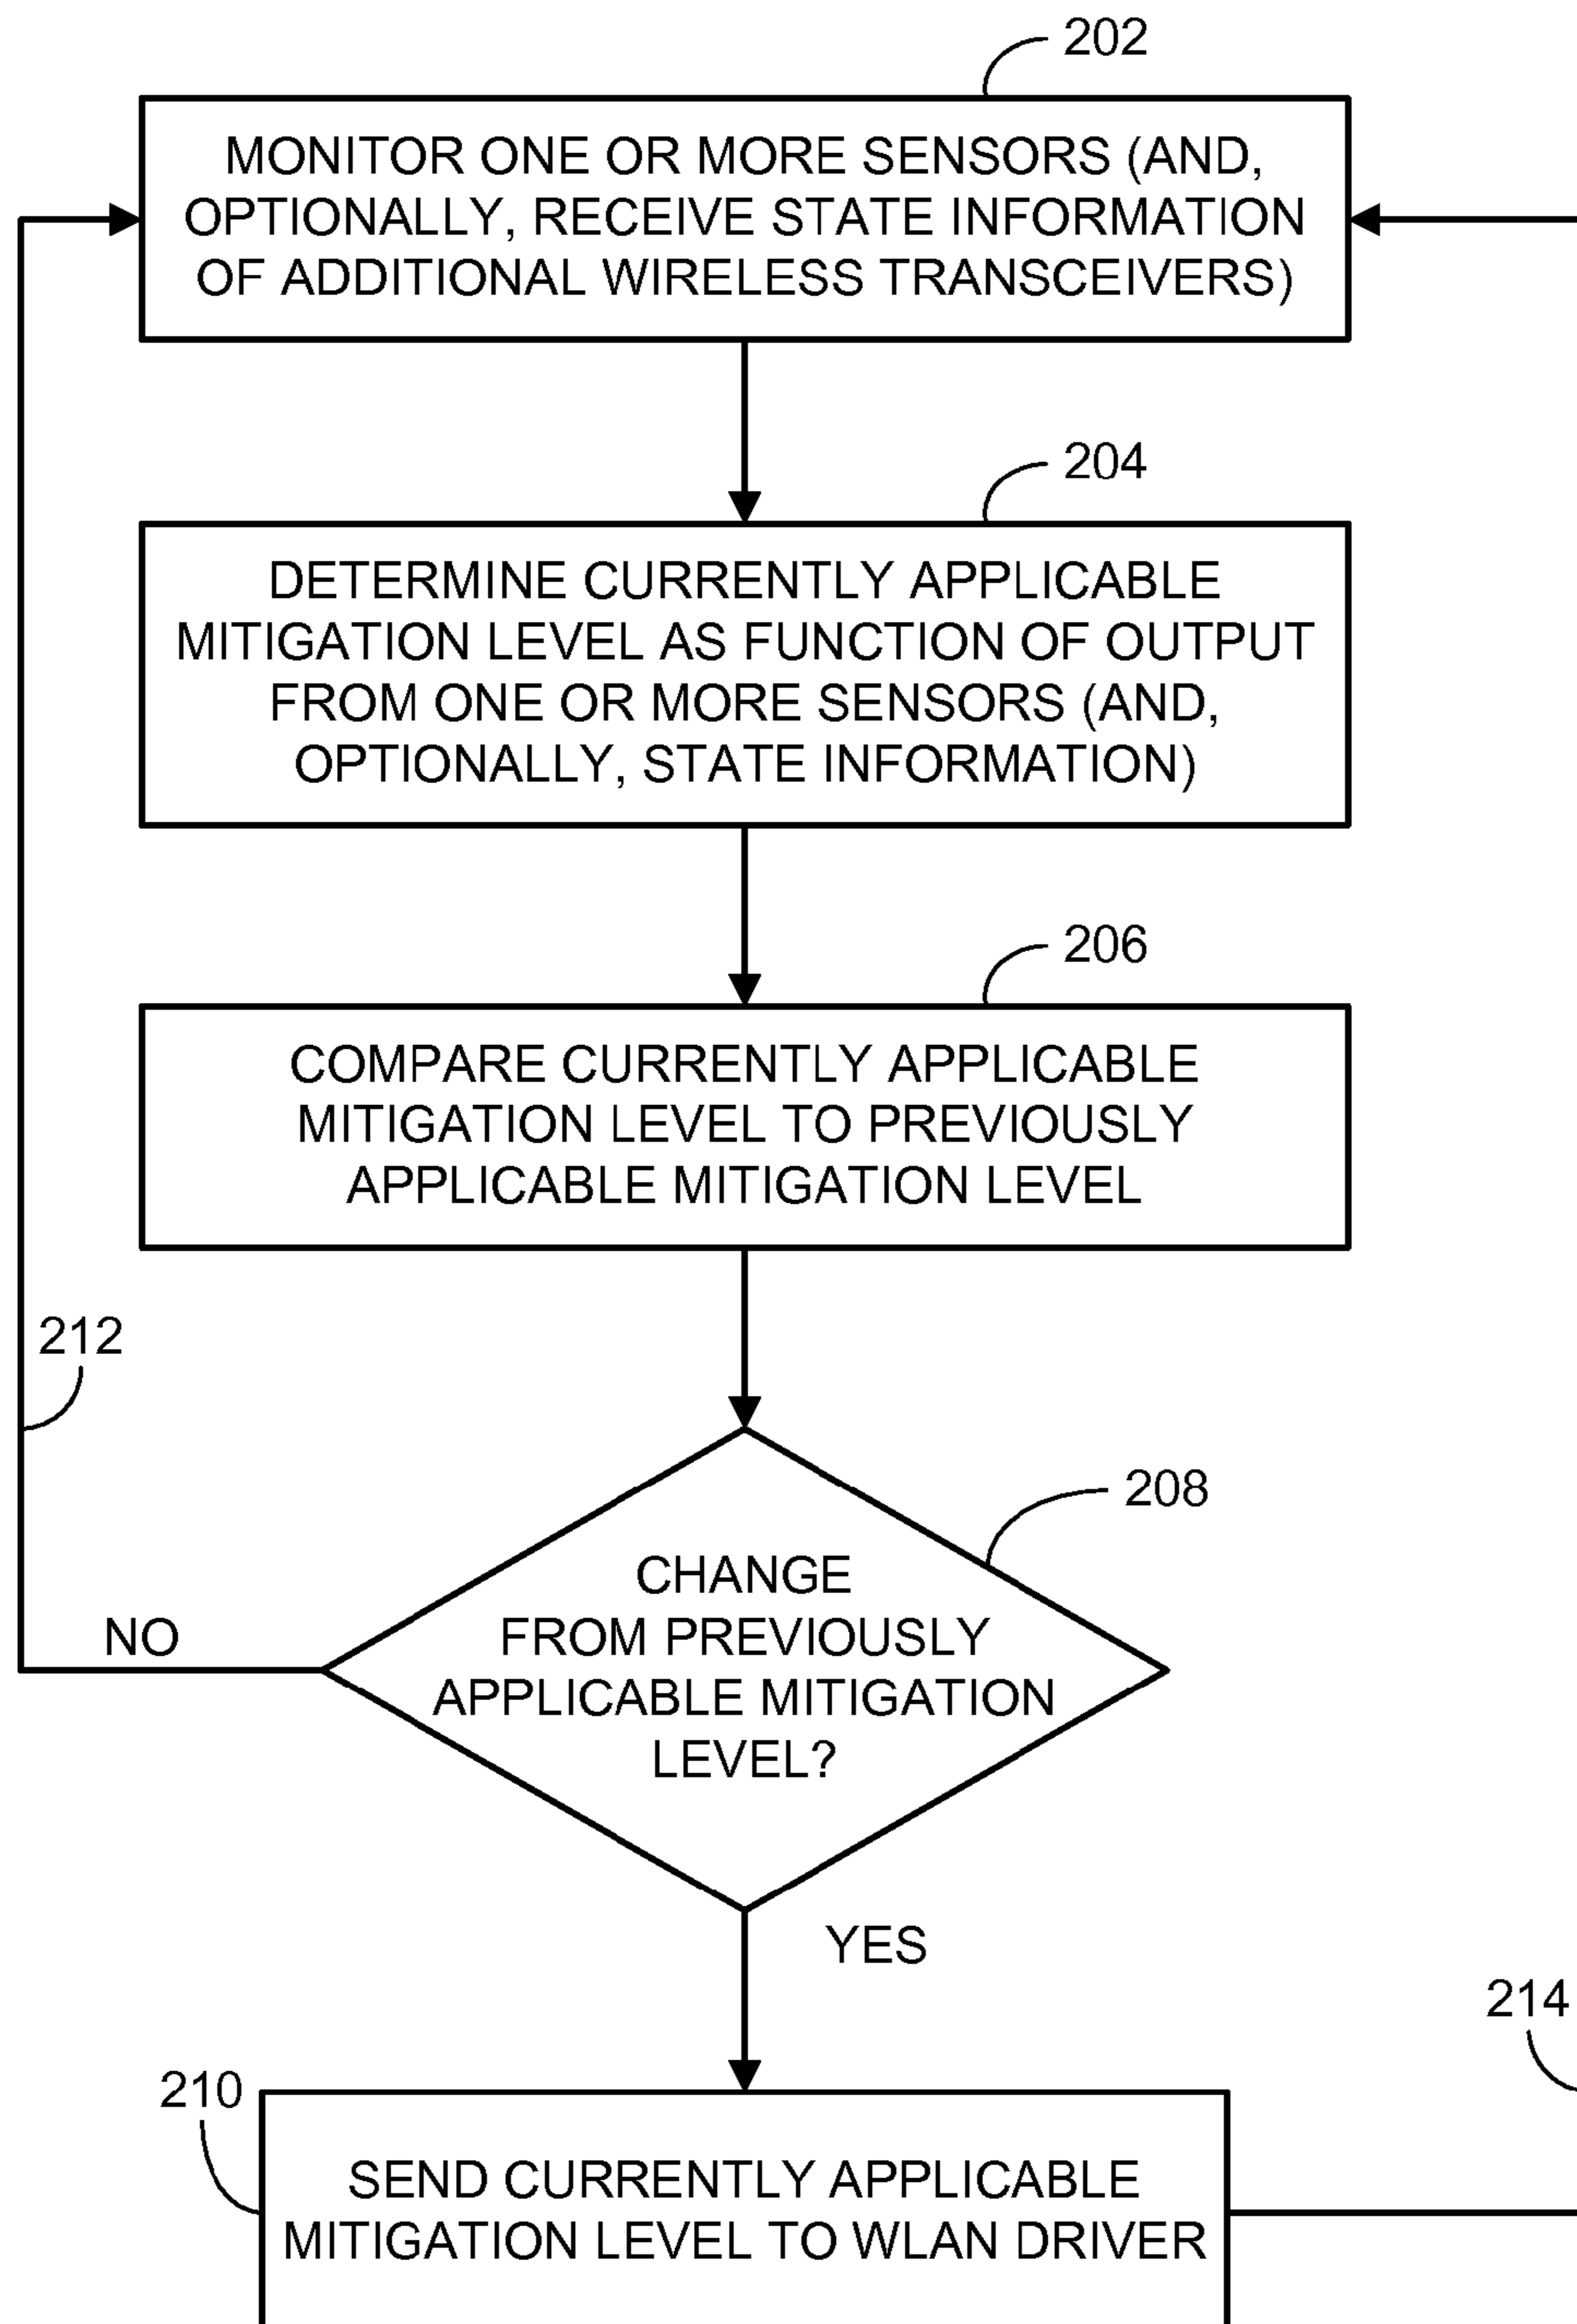 202
MONITOR ONE OR MORE SENSORS (AND,
OPTIONALLY, RECEIVE STATE INFORMATION
OF ADDITIONAL WIRELESS TRANSCEIVERS)
204
DETERMINE CURRENTLY APPLICABLE
MITIGATION LEVEL AS FUNCTION OF OUTPUT
FROM ONE OR MORE SENSORS (AND,
OPTIONALLY, STATE INFORMATION)
206
COMPARE CURRENTLY APPLICABLE
MITIGATION LEVEL TO PREVIOUSLY
APPLICABLE MITIGATION LEVEL
212
208
CHANGE
FROM PREVIOUSLY
APPLICABLE MITIGATION
LEVEL?
NO
YES
214
210
SEND CURRENTLY APPLICABLE
MITIGATION LEVEL TO WLAN DRIVER